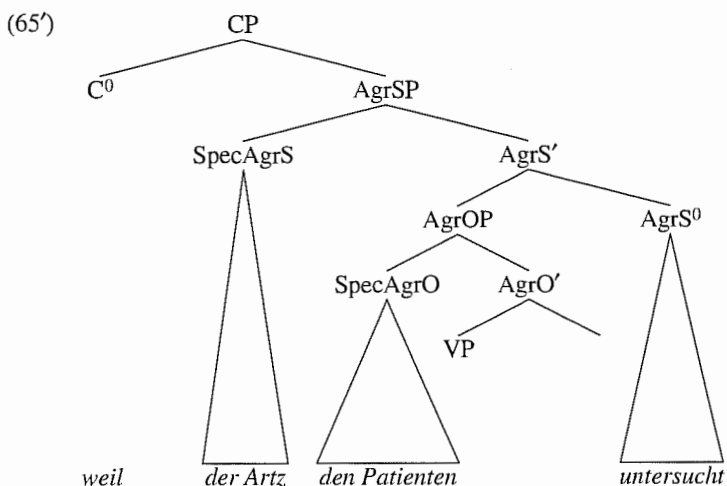 (65′) CP
C⁰ AgrSP
SpecAgrS AgrS′
AgrOP AgrS⁰
SpecAgrO AgrO′
VP
weil der Artz den Patienten untersucht